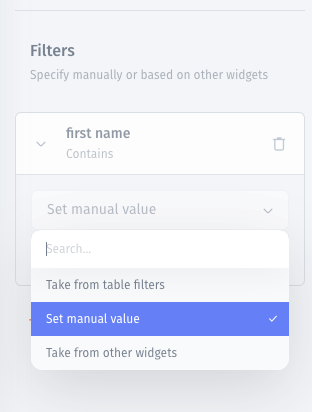 Filters
Specify manually or based on other widgets
first name
Contains
Set manual value
Search...
Take from table filters
Set manual value
Take from other widgets